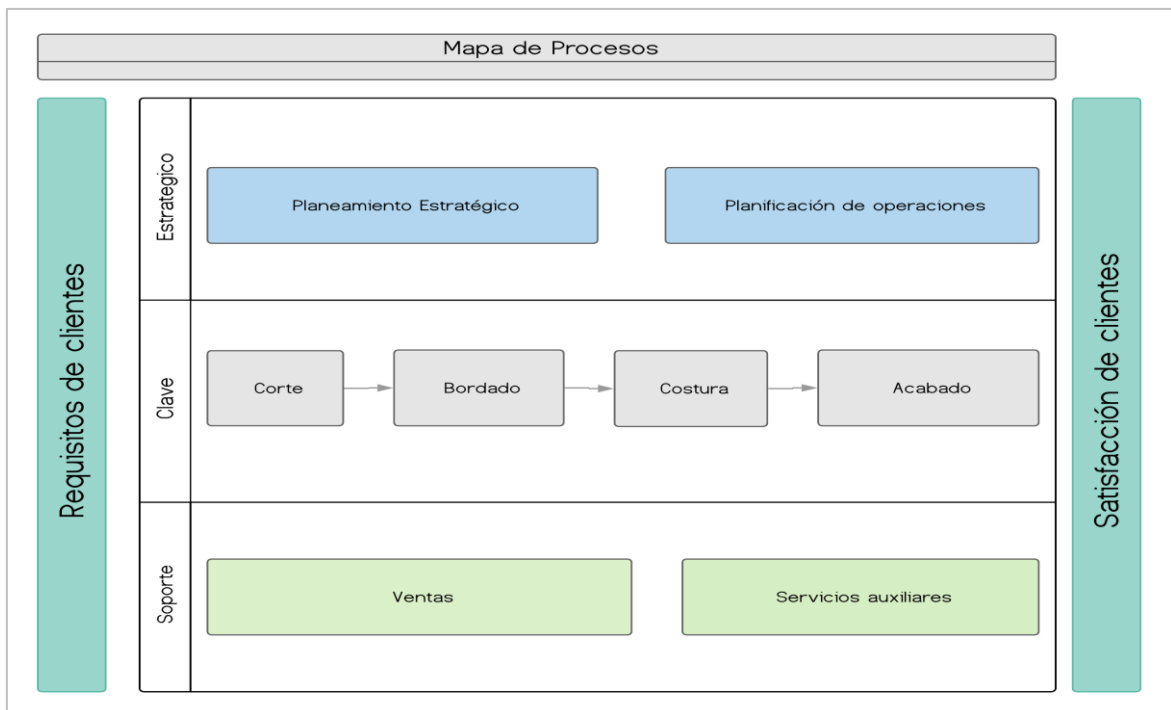 Mapa de Procesos
Requisitos de clientes
Estrategico
Planeamiento Estratégico
Planificación de operaciones
Clave
Corte
Bordado
Costura
Acabado
Soporte
Ventas
Servicios auxiliares
Satisfacción de clientes